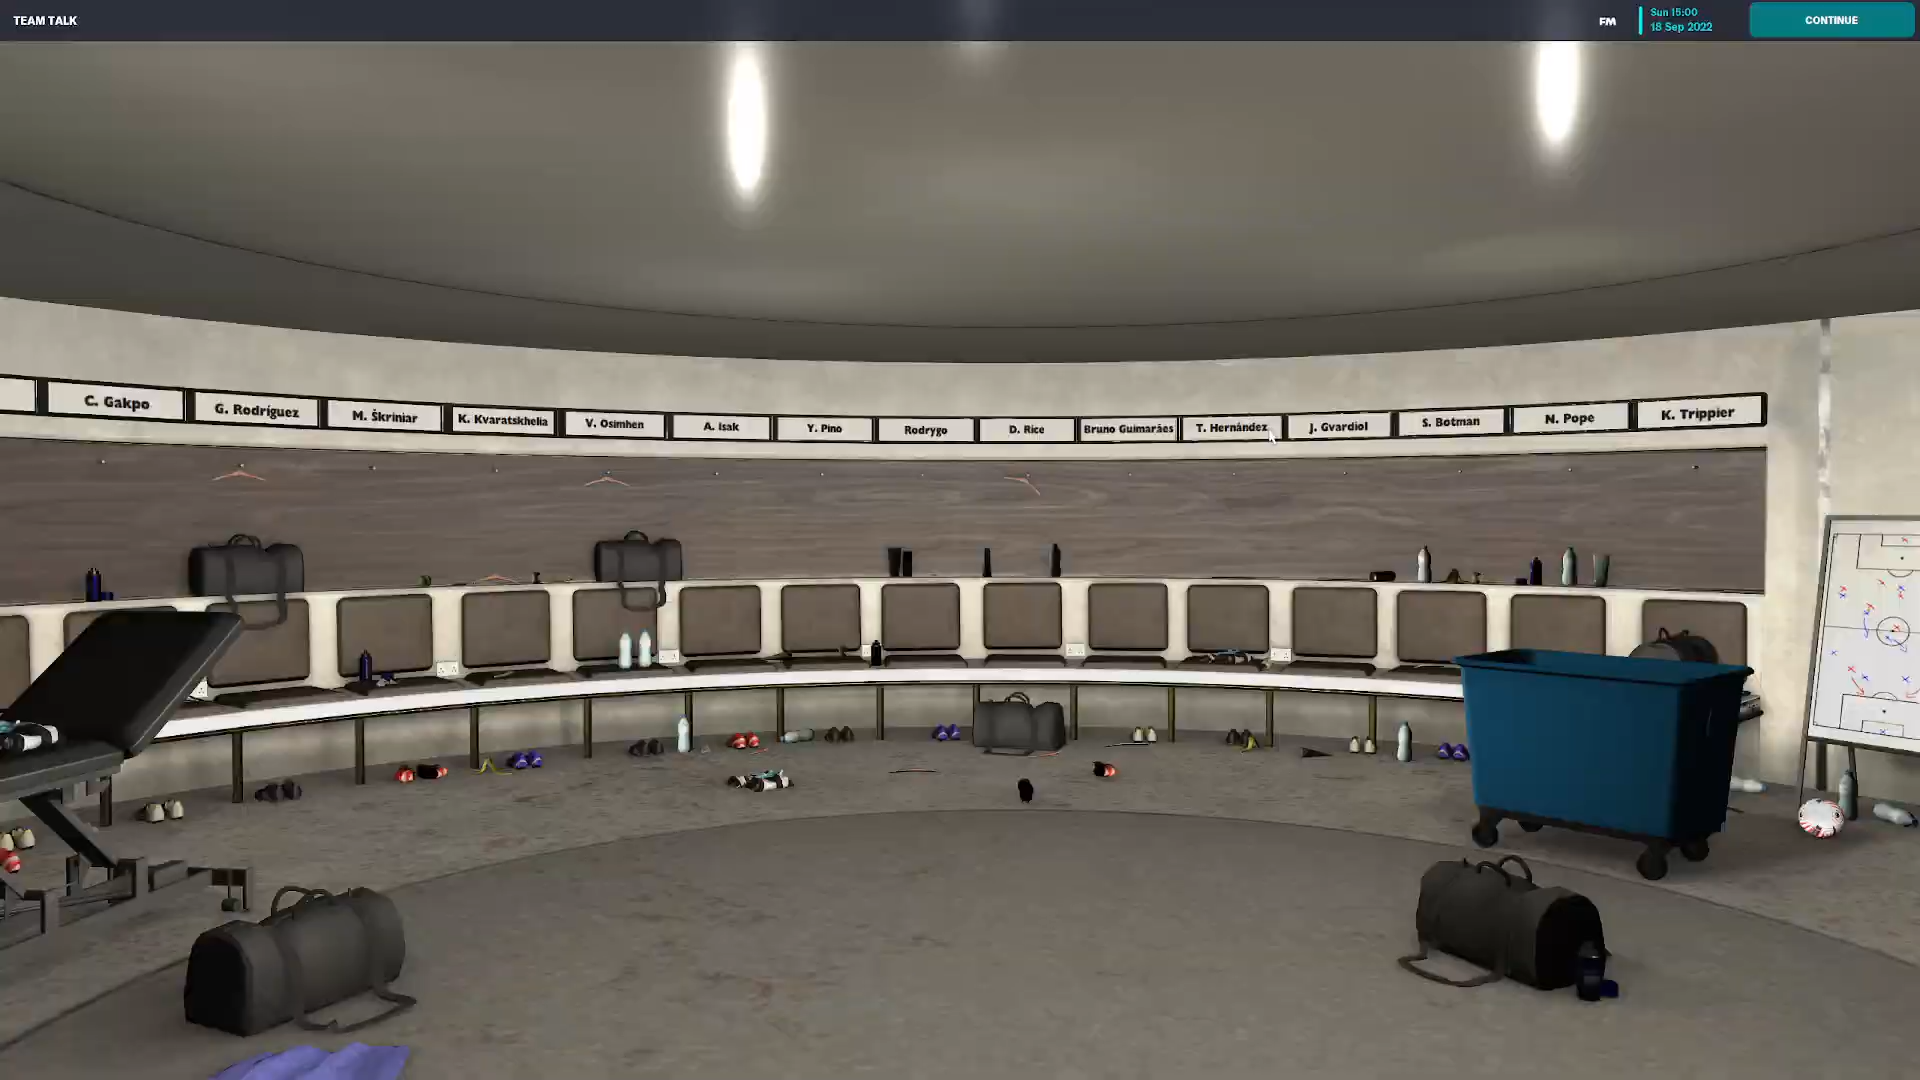 TEAM TALK
FM
Sun 15:00
18 Sep 2022
CONTINUE
C. Gakpo
G. Rodríguez
M. Škriniar
K. Kvaratskhelia
V. Osimhen
A. Isak
Y. Pino
Rodrygo
D. Rice
Bruno Guimarães
T. Hernández
J. Gvardiol
S. Botman
N. Pope
K. Trippier